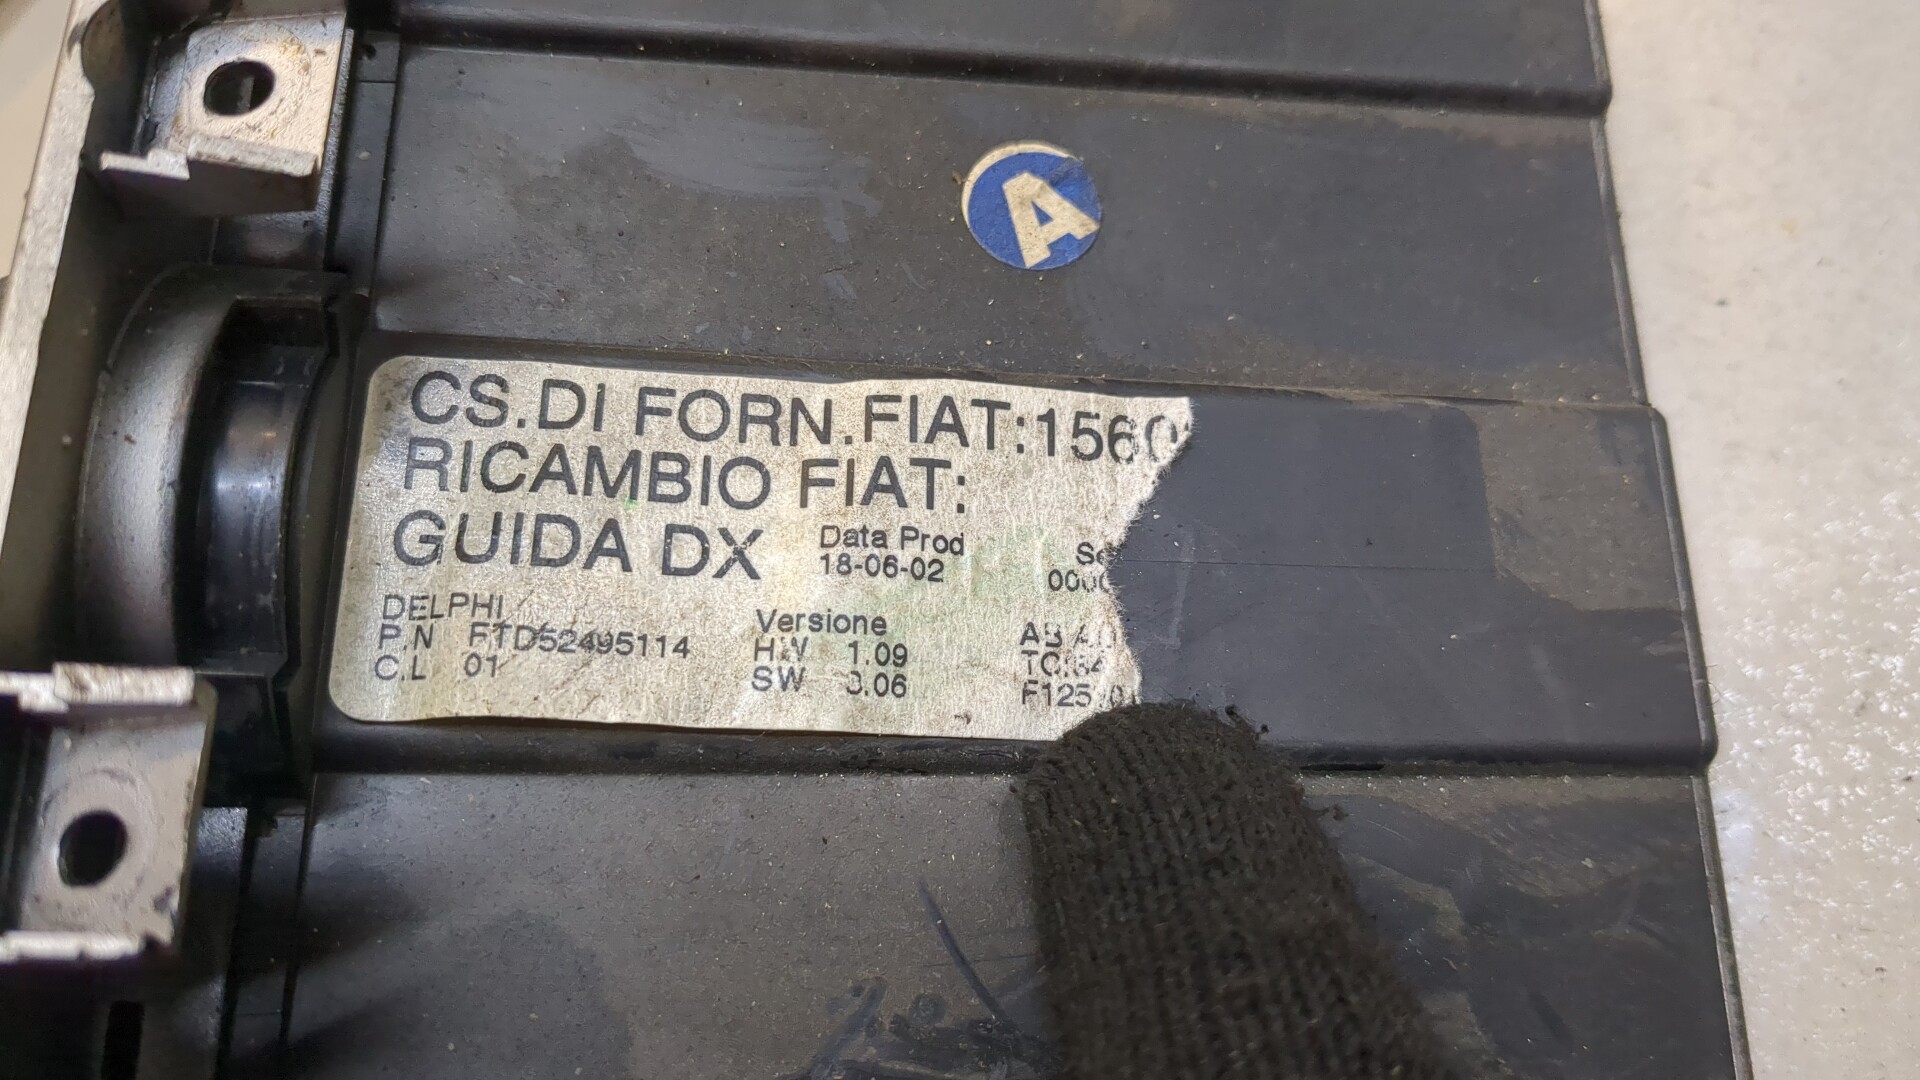 A
CS.DI FORN.FIAT:1560
RICAMBIO FIAT:
GUIDA DX
Data Prod
18-06-02
DELPHI
P.N FTD52495114
C.L 01
Versione
H.V 1.09
SW 3.06